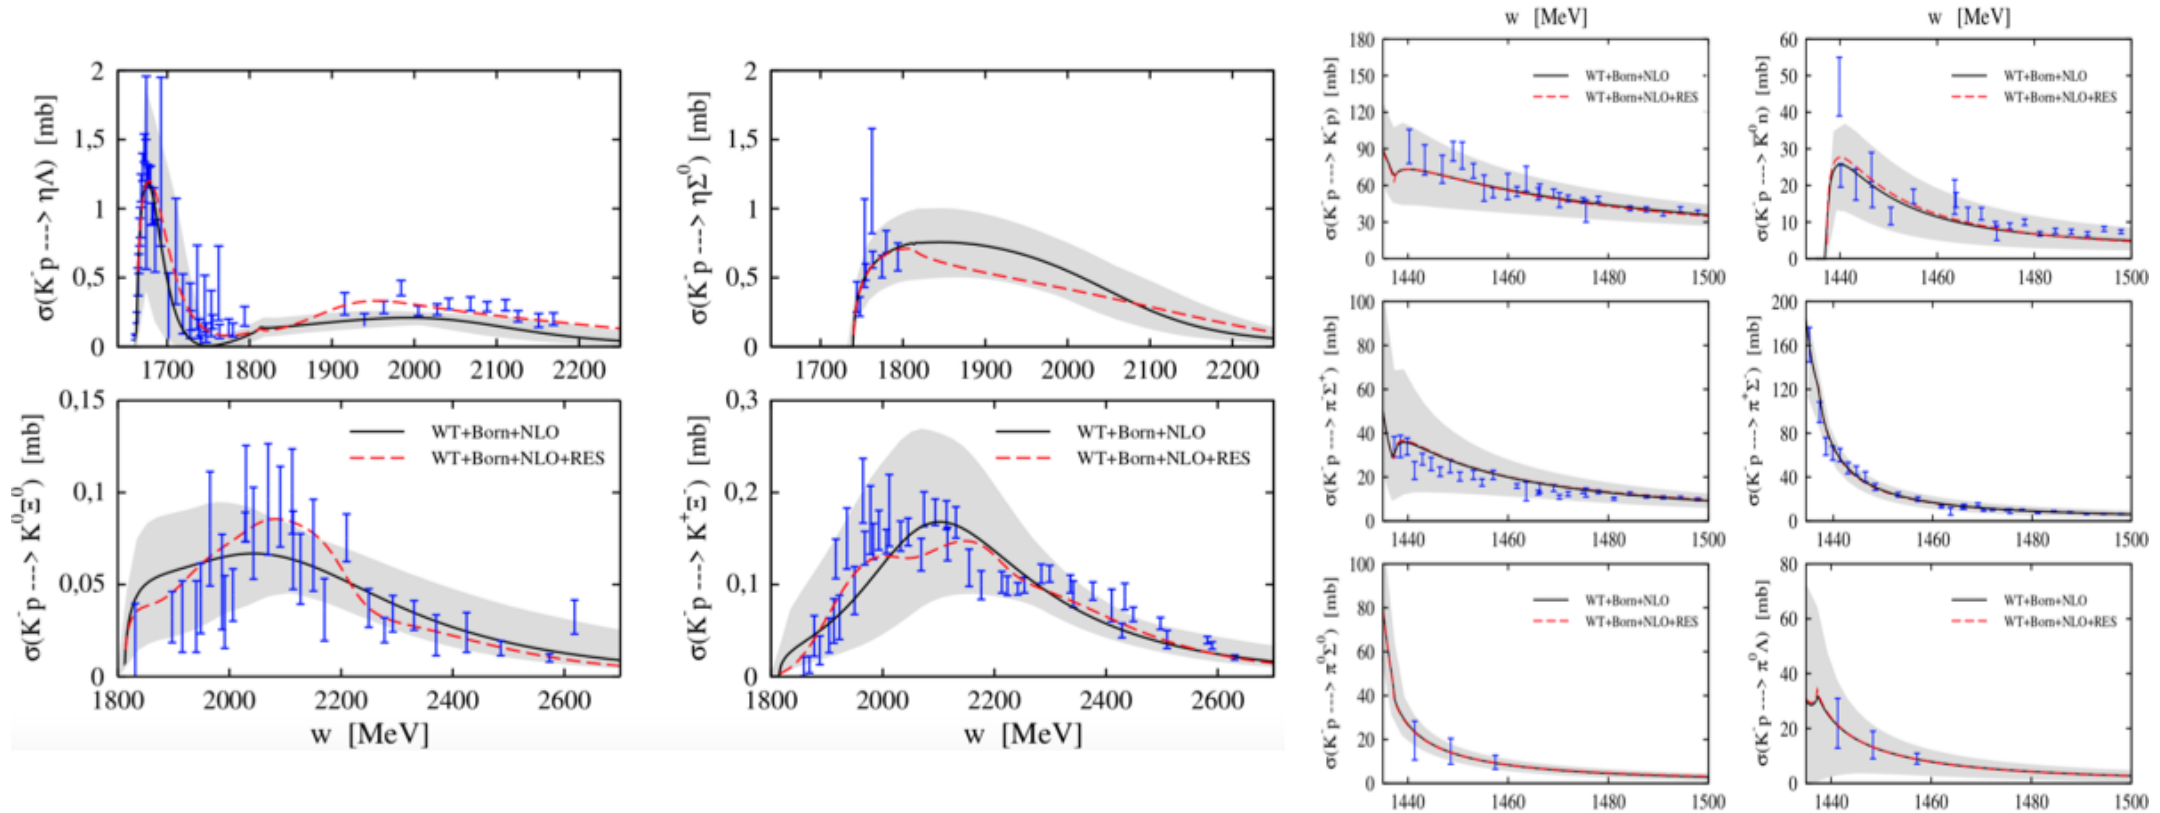 2
1,5
1
0,5
0
σ(K⁻p ---> ηΛ) [mb]
1700 1800 1900 2000 2100 2200
2
1,5
1
0,5
0
σ(K⁻p ---> ηΣ⁰) [mb]
1700 1800 1900 2000 2100 2200
0,15
0,1
0,05
0
σ(K⁻p ---> K⁰Ξ⁰) [mb]
WT+Born+NLO
WT+Born+NLO+RES
1800 2000 2200 2400 2600
w [MeV]
0,3
0,2
0,1
0
σ(K⁻p ---> K⁺Ξ⁻) [mb]
WT+Born+NLO
WT+Born+NLO+RES
1800 2000 2200 2400 2600
w [MeV]
w [MeV]
180
150
120
90
60
30
0
σ(K⁻p ---> K⁻p) [mb]
WT+Born+NLO
WT+Born+NLO+RES
1440 1460 1480 1500
w [MeV]
60
50
40
30
20
10
0
σ(K⁻p ---> K̄⁰n) [mb]
WT+Born+NLO
WT+Born+NLO+RES
1440 1460 1480 1500
100
80
60
40
20
0
σ(K⁻p ---> π⁻Σ⁺) [mb]
1440 1460 1480 1500
200
160
120
80
40
0
σ(K⁻p ---> π⁺Σ⁻) [mb]
1440 1460 1480 1500
100
80
60
40
20
0
σ(K⁻p ---> π⁰Σ⁰) [mb]
WT+Born+NLO
WT+Born+NLO+RES
1440 1460 1480 1500
80
60
40
20
0
σ(K⁻p ---> π⁰Λ) [mb]
WT+Born+NLO
WT+Born+NLO+RES
1440 1460 1480 1500